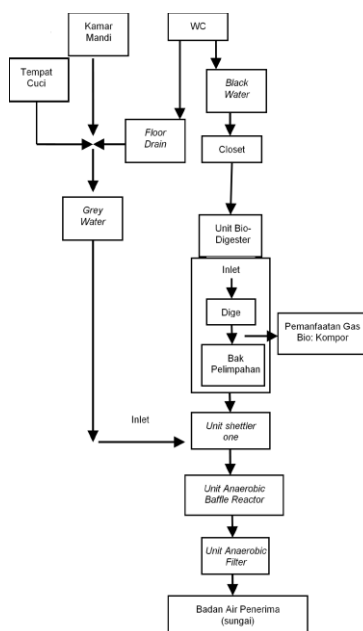 Kamar
Mandi
WC
Tempat
Cuci
Black
Water
Floor
Drain
Closet
Grey
Water
Unit Bio-
Digester
Inlet
Dige
Pemanfaatan Gas
Bio: Kompor
Bak
Pelimpahan
Inlet
Unit shettler
one
Unit Anaerobic
Baffle Reactor
Unit Anaerobic
Filter
Badan Air Penerima
(sungai)